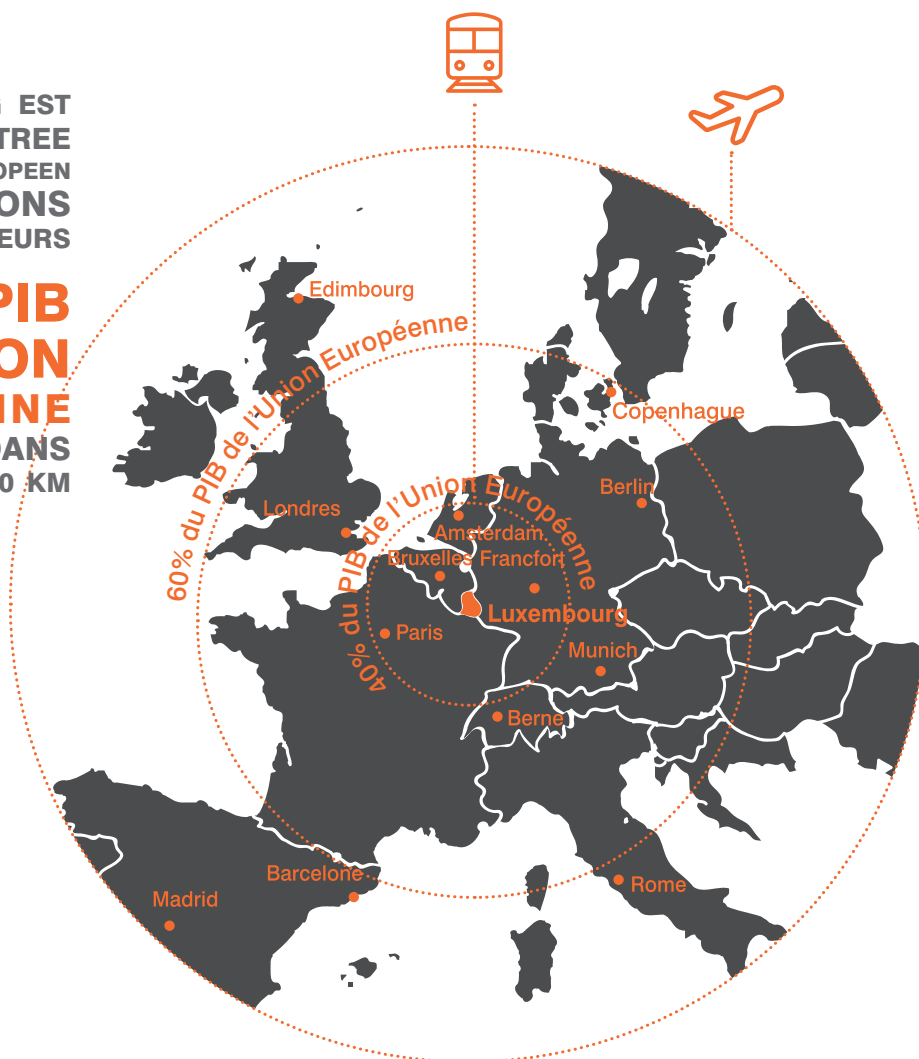 EST
TREE
OPEEN
ONS
EURS
PIB
ON
NNE
DANS
0 KM
Edimbourg
60% du PIB de l'Union Européenne
Copenhague
Londres
Berlin
40% du PIB de l'Union Européenne
Amsterdam
Bruxelles Francfort
Luxembourg
Paris
Munich
Berne
Barcelone
Madrid
Rome